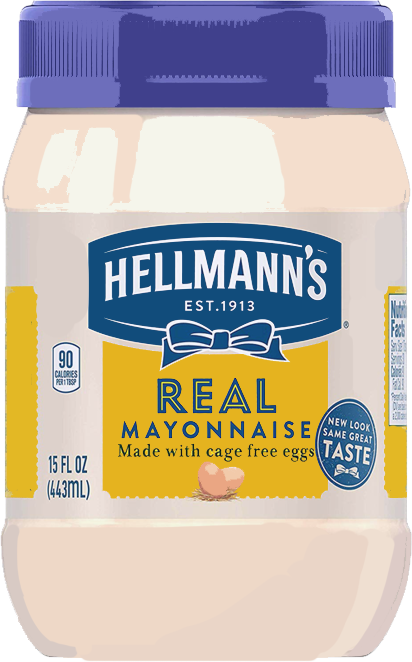 HELLMANN'S
EST.1913
®
90
CALORIES
PER 1 TBSP
REAL
MAYONNAISE
Made with cage free eggs
NEW LOOK
SAME GREAT
TASTE
15 FL OZ
(443mL)
Facts